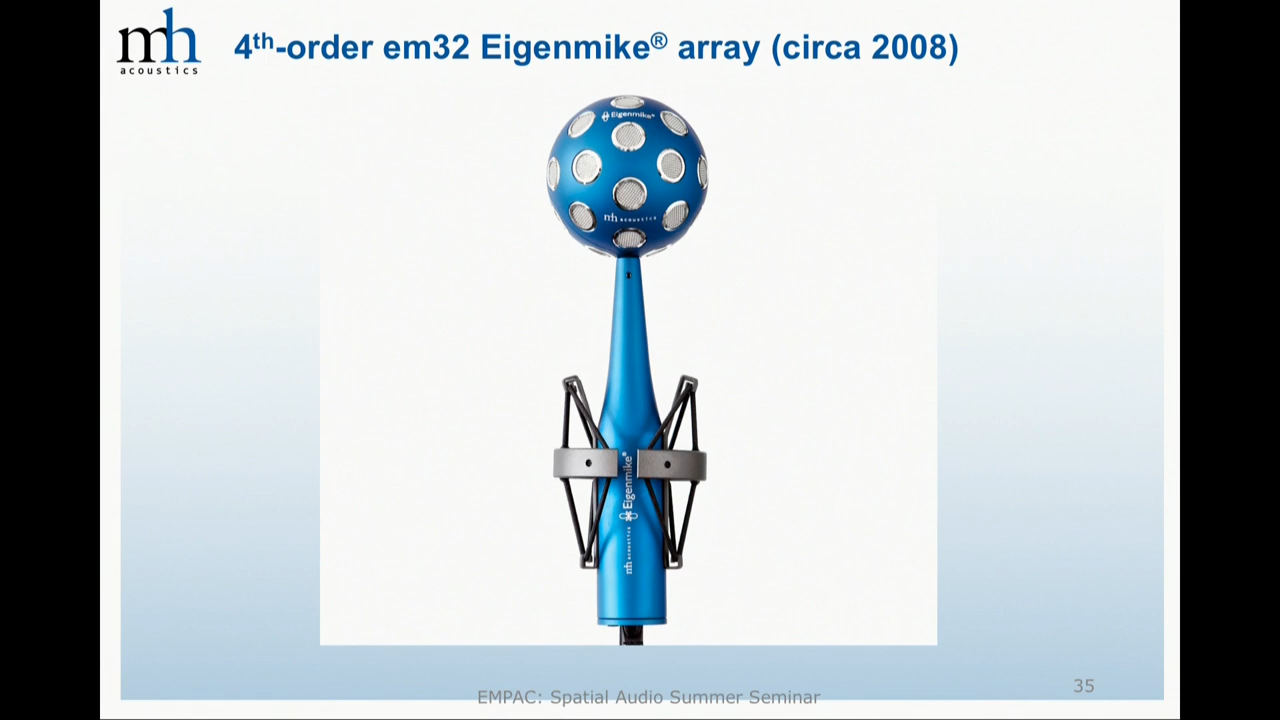 mh
acoustics
4th-order em32 Eigenmike® array (circa 2008)
Eigenmike®
mh acoustics
mh acoustics Eigenmike®
EMPAC: Spatial Audio Summer Seminar
35